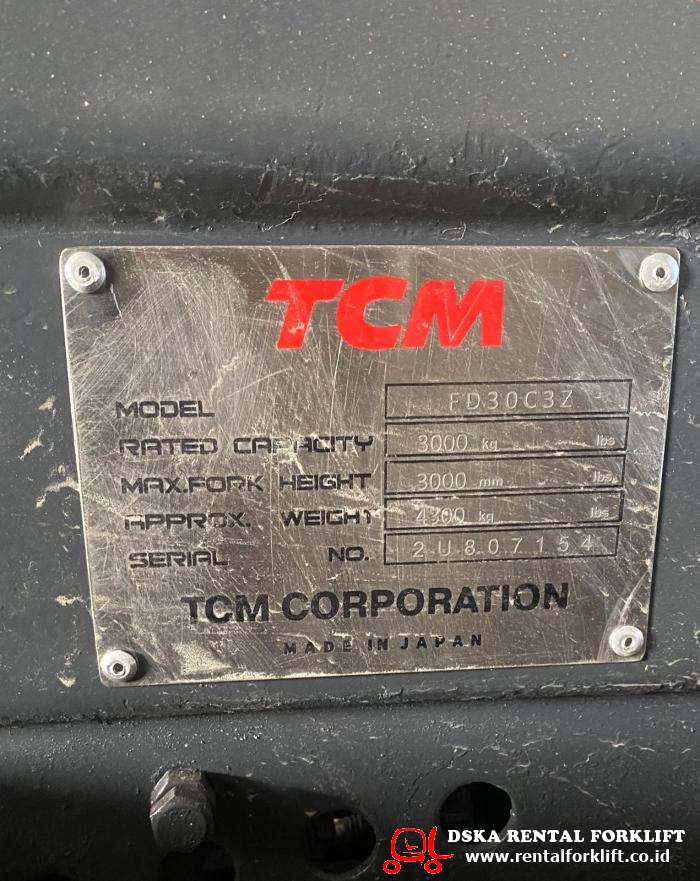 TCM
MODEL FD30C3Z
RATED CAPACITY 3000 kg lbs
MAX.FORK HEIGHT 3000 mm lbs
APPROX. WEIGHT 4300 kg lbs
SERIAL NO. 2U807154
TCM CORPORATION
MADE IN JAPAN
DSKA RENTAL FORKLIFT
www.rentalforklift.co.id